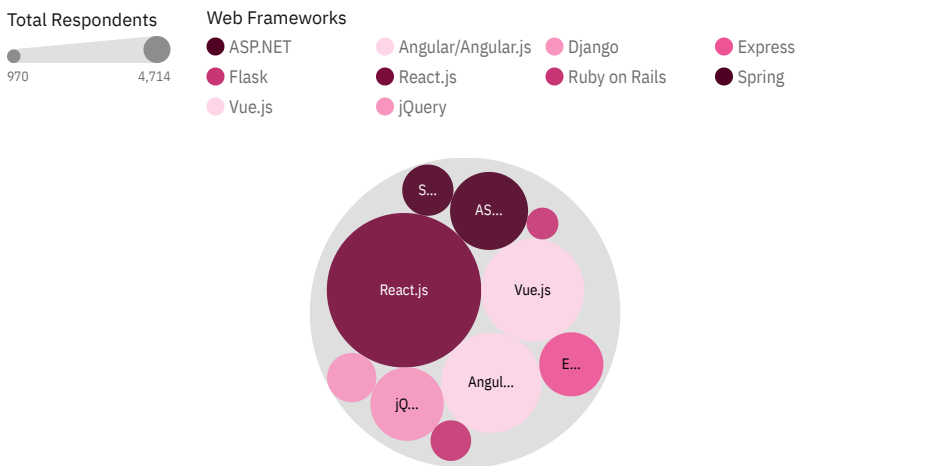 Total Respondents
970 4,714
Web Frameworks
ASP.NET Angular/Angular.js Django Express
Flask React.js Ruby on Rails Spring
Vue.js jQuery
S...
AS...
React.js
Vue.js
E...
Angul...
jQ...